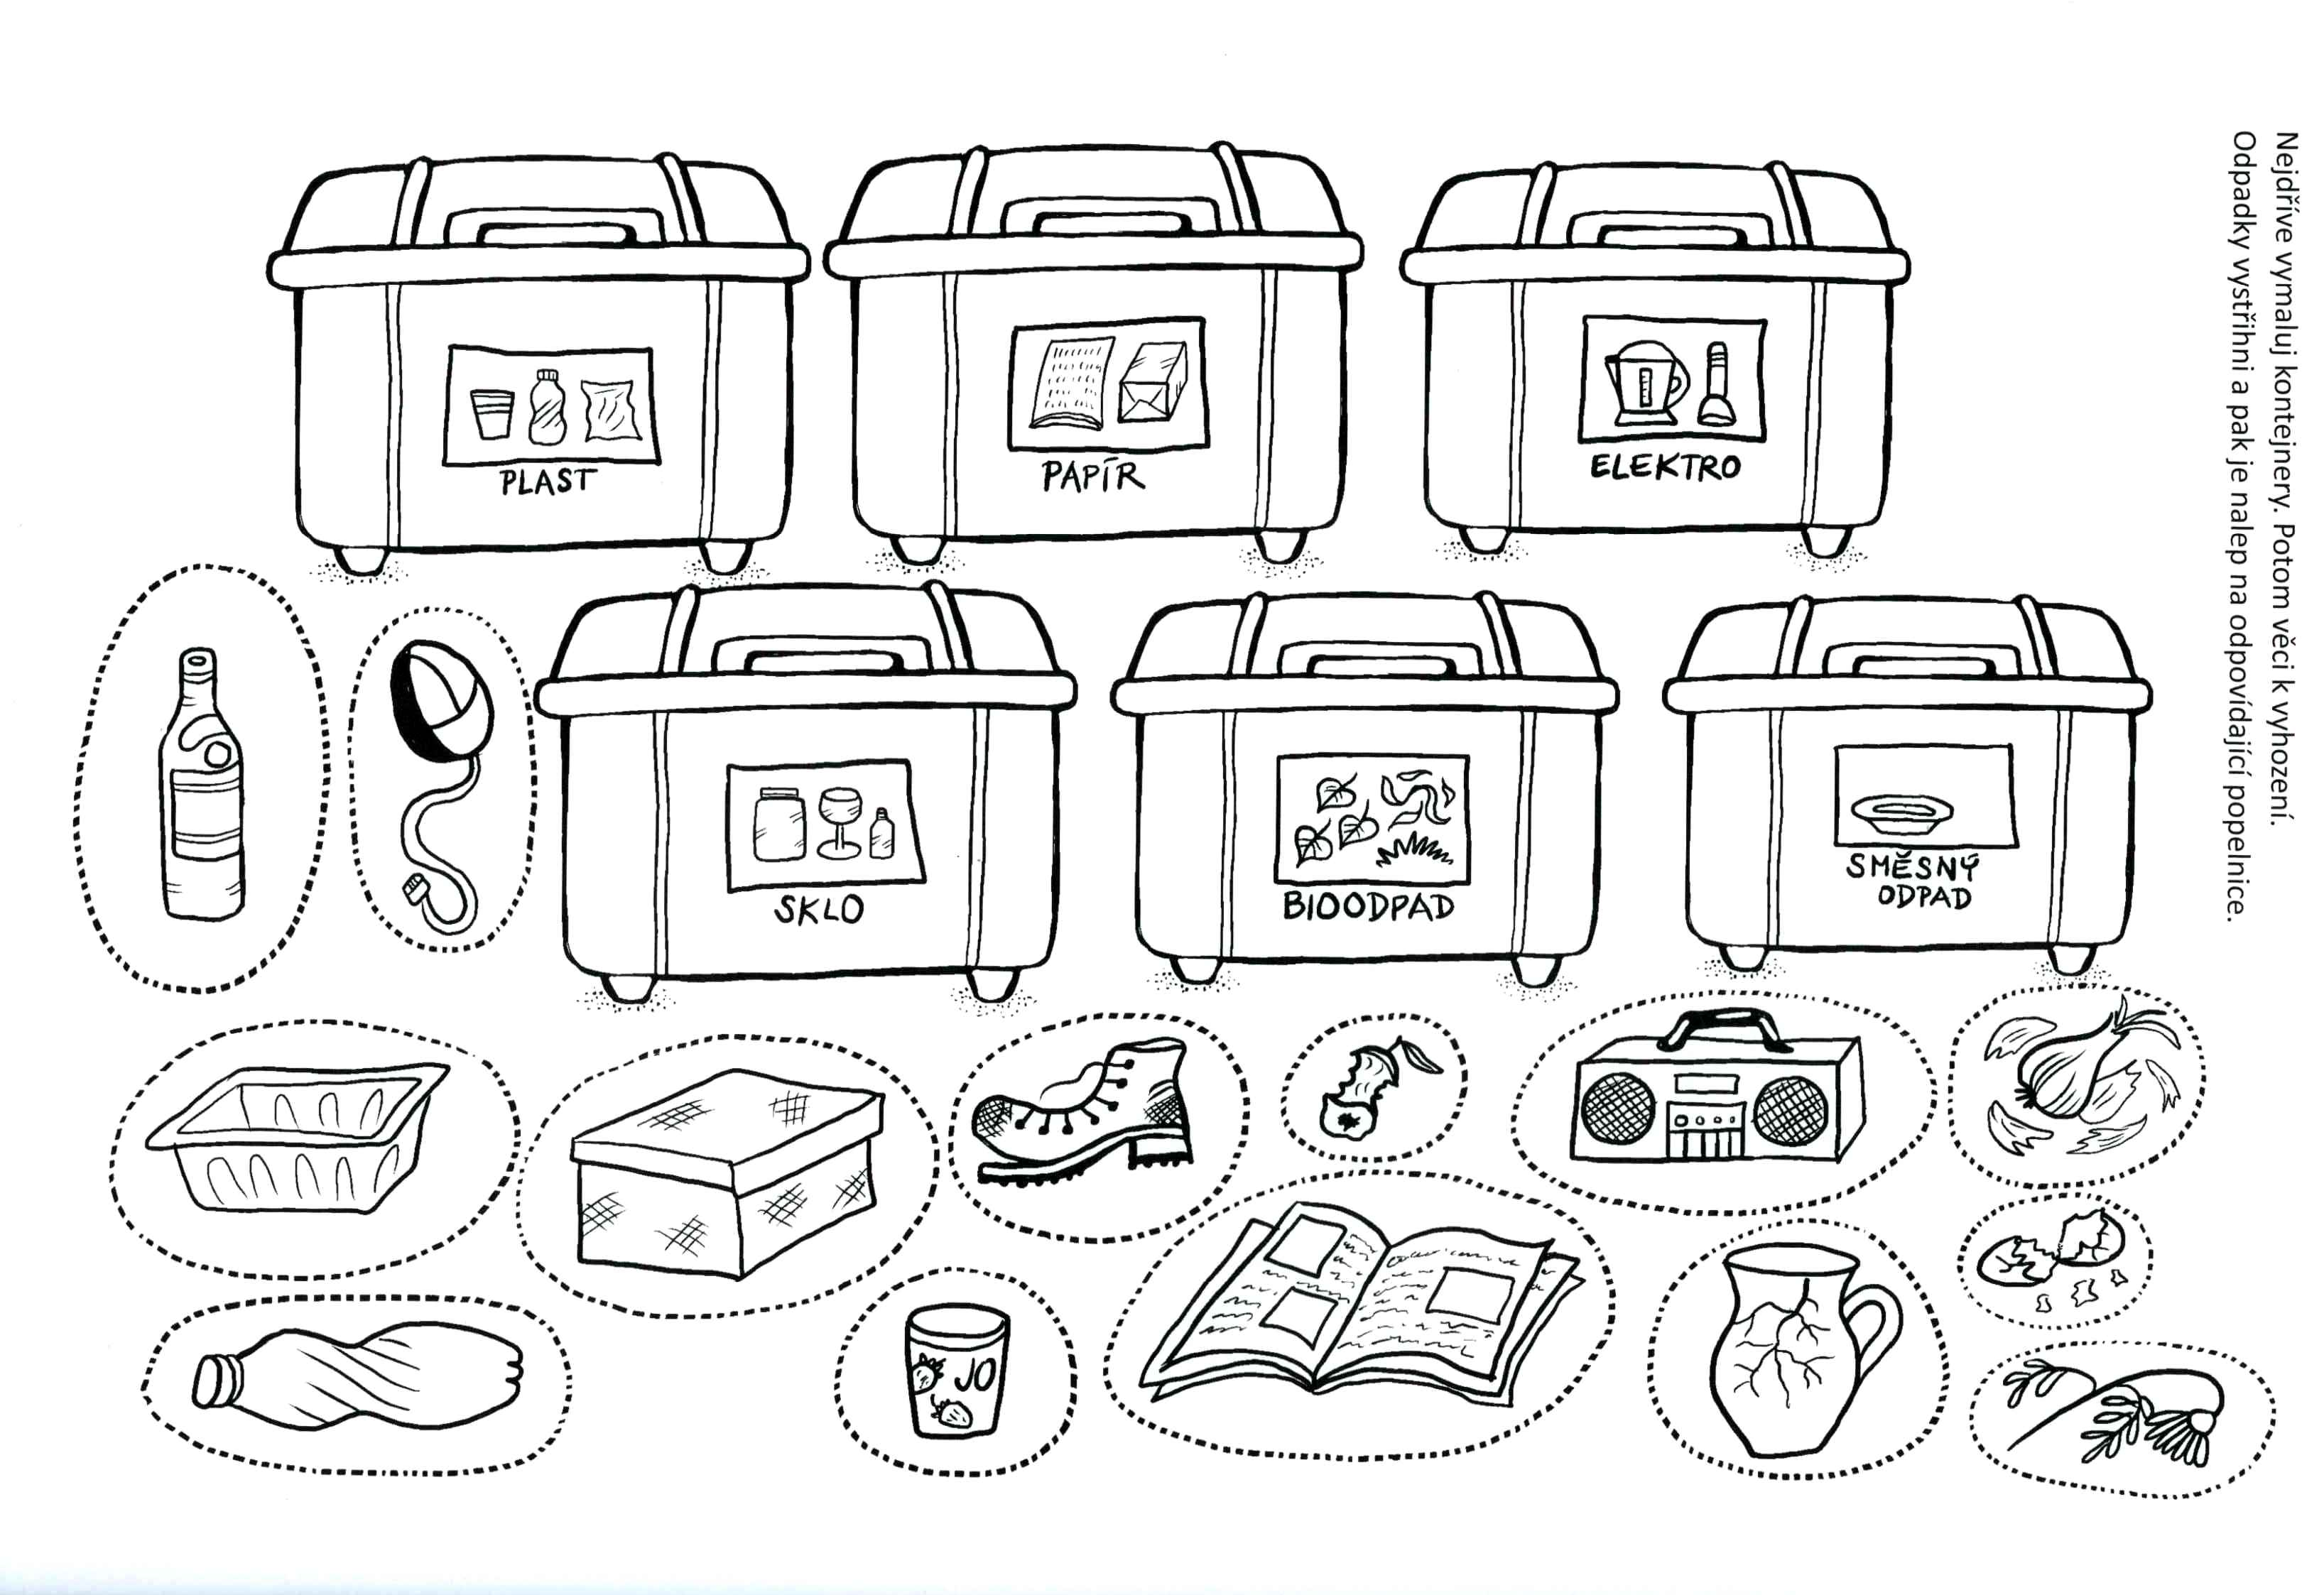 Nejdříve vymaluj kontejnery. Potom věci k vyhození.
Odpadky vystřihni a pak je nalep na odpovídající popelnice.
PLAST
PAPÍR
ELEKTRO
SKLO
BIOODPAD
SMĚSNÝ
ODPAD
JO